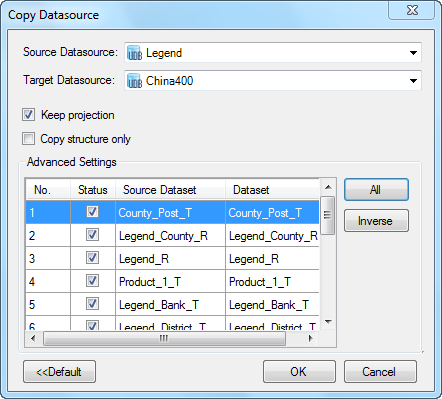 Copy Datasource
Source Datasource: UDB Legend
Target Datasource: UDB China400
Keep projection
Copy structure only
Advanced Settings
No. Status Source Dataset Dataset
1 County_Post_T County_Post_T
2 Legend_County_R Legend_County_R
3 Legend_R Legend_R
4 Product_1_T Product_1_T
5 Legend_Bank_T Legend_Bank_T
6 Legend_District_T Legend_District_T
All
Inverse
<<Default OK Cancel